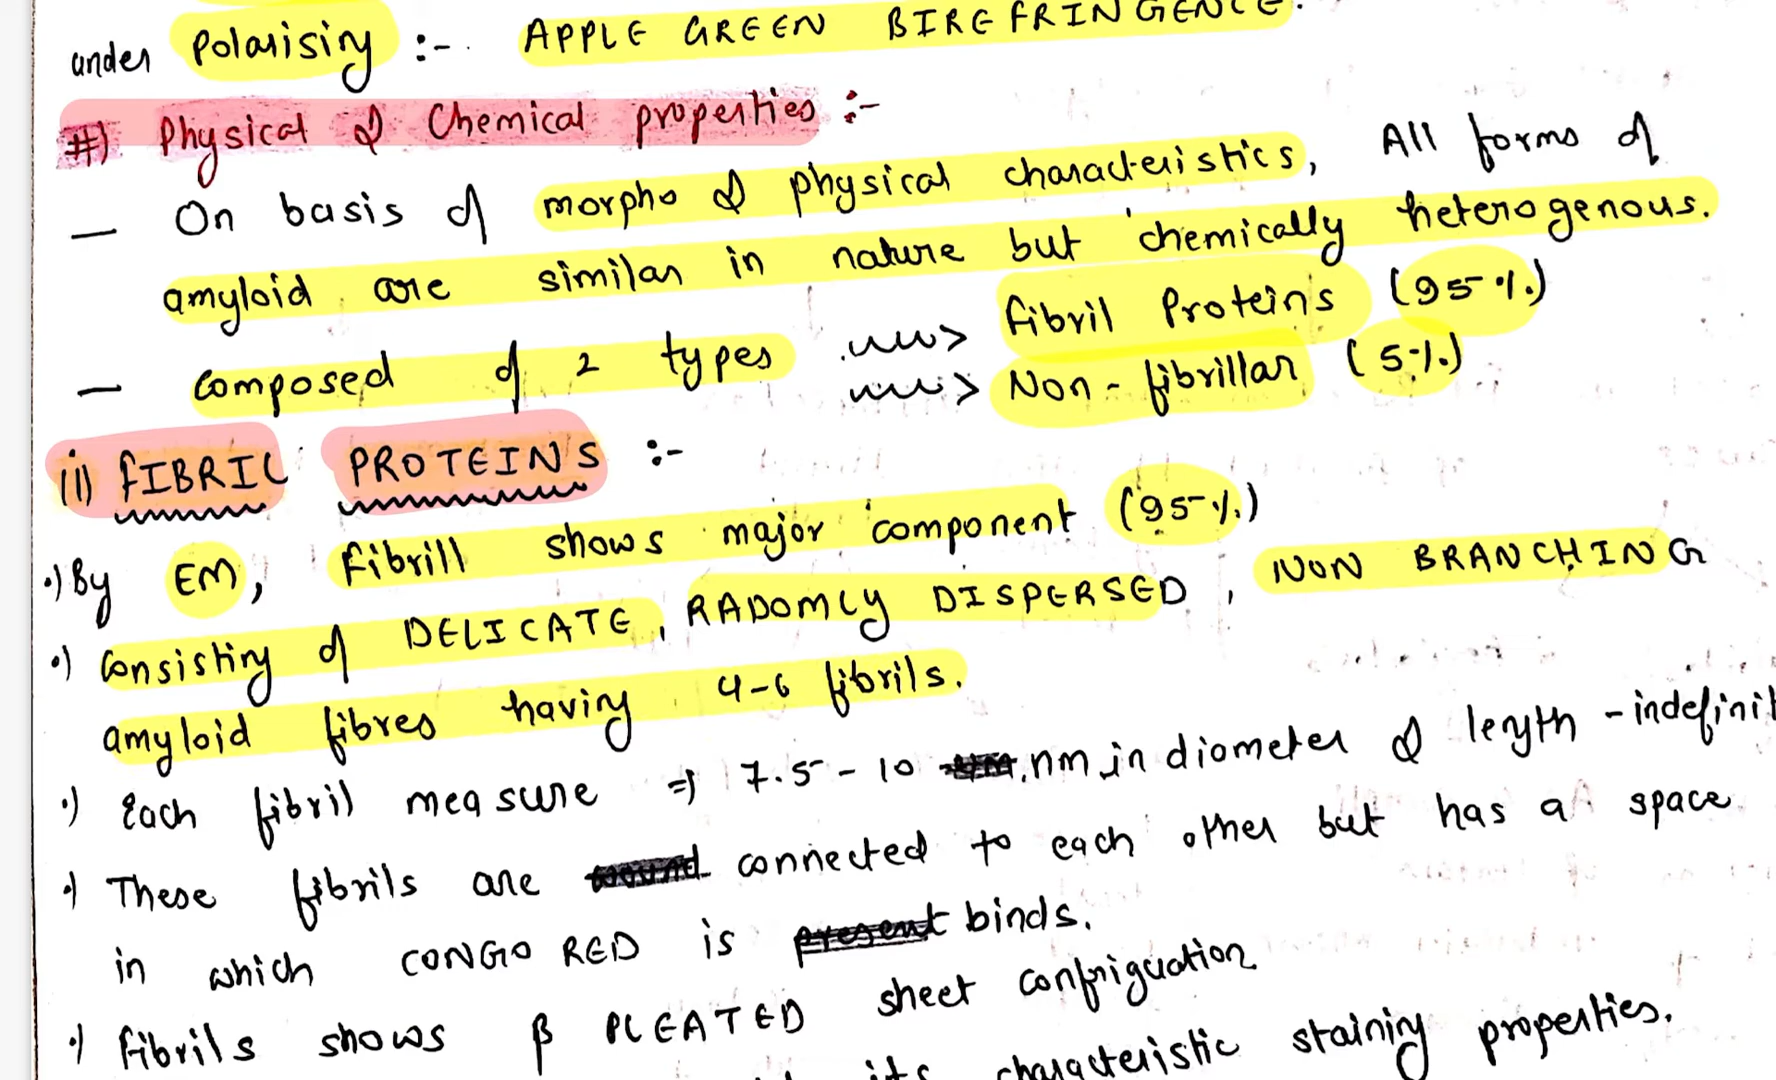 under Polarising :- APPLE GREEN BIREFRINGENCE.
#) Physical & Chemical properties :-
— On basis of morpho & physical characteristics, All forms of
amyloid are similar in nature but chemically heterogenous.
— composed of 2 types ~~~> fibril Proteins (95%)
~~~> Non-fibrillar (5%)
(i) FIBRIL PROTEINS :-
•) By EM, Fibrill shows major component (95%)
•) Consisting of DELICATE, RADOMLY DISPERSED, NON BRANCHING
amyloid fibres having 4-6 fibrils.
•) Each fibril measure => 7.5-10 nm in diameter & length - indefinit
•) These fibrils are connected to each other but has a space
in which CONGO RED is present binds.
•) Fibrils shows β PLEATED sheet confriguation
its characteristic staining properties.